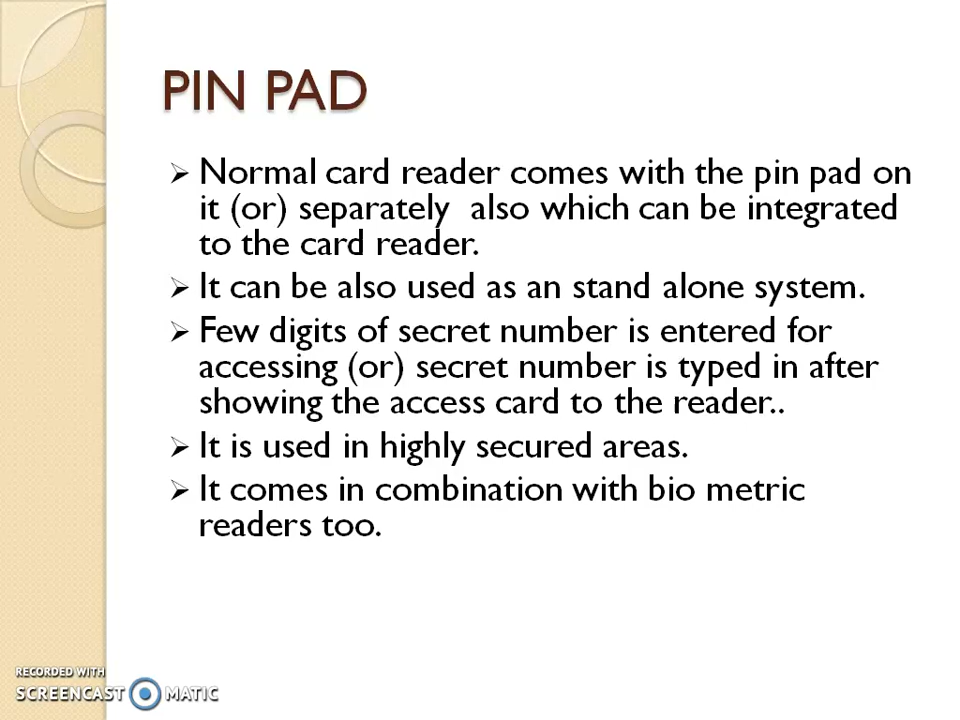 PIN PAD
Normal card reader comes with the pin pad on
it (or) separately also which can be integrated
to the card reader.
It can be also used as an stand alone system.
Few digits of secret number is entered for
accessing (or) secret number is typed in after
showing the access card to the reader..
It is used in highly secured areas.
It comes in combination with bio metric
readers too.
RECORDED WITH
SCREENCAST MATIC